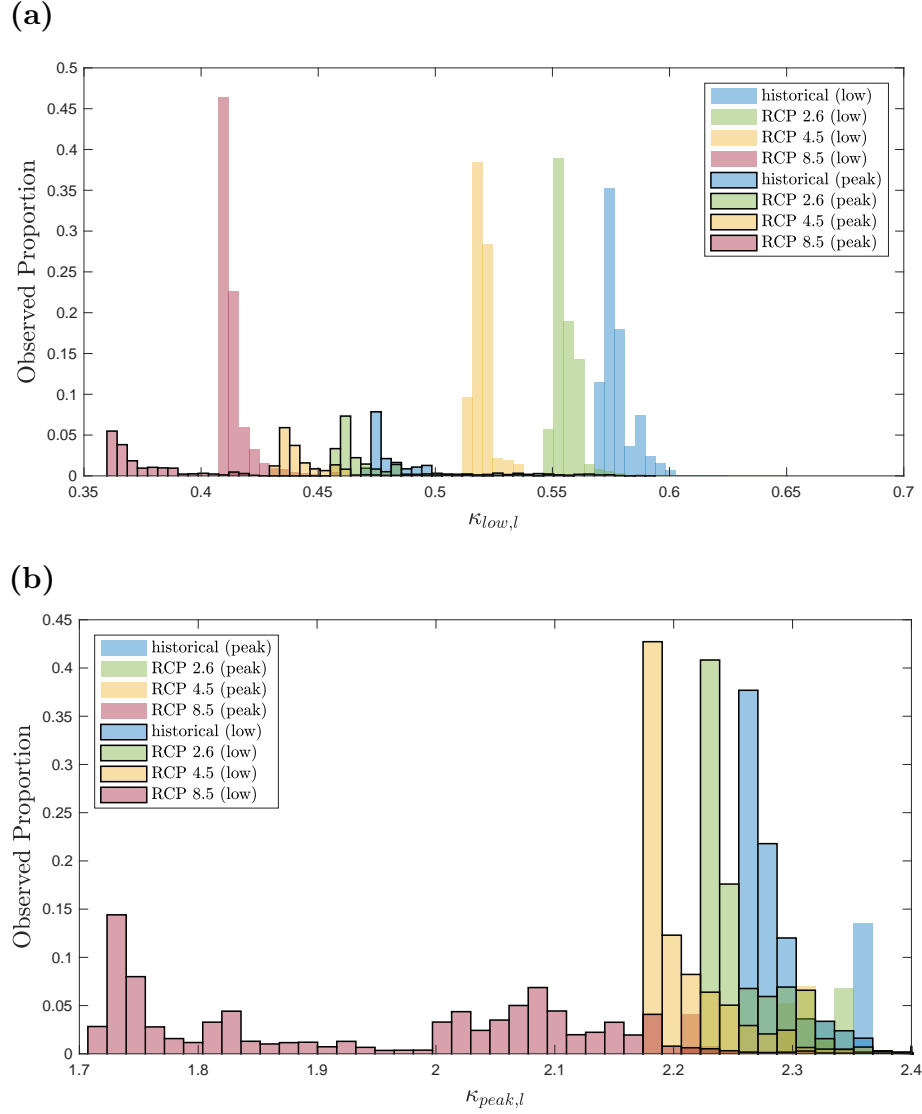 (a)
0.5
0.45
0.4
0.35
0.3
0.25
0.2
0.15
0.1
0.05
0
Observed Proportion
historical (low)
RCP 2.6 (low)
RCP 4.5 (low)
RCP 8.5 (low)
historical (peak)
RCP 2.6 (peak)
RCP 4.5 (peak)
RCP 8.5 (peak)
0.35 0.4 0.45 0.5 0.55 0.6 0.65 0.7
κlow,l
(b)
0.45
0.4
0.35
0.3
0.25
0.2
0.15
0.1
0.05
0
Observed Proportion
historical (peak)
RCP 2.6 (peak)
RCP 4.5 (peak)
RCP 8.5 (peak)
historical (low)
RCP 2.6 (low)
RCP 4.5 (low)
RCP 8.5 (low)
1.7 1.8 1.9 2 2.1 2.2 2.3 2.4
κpeak,l